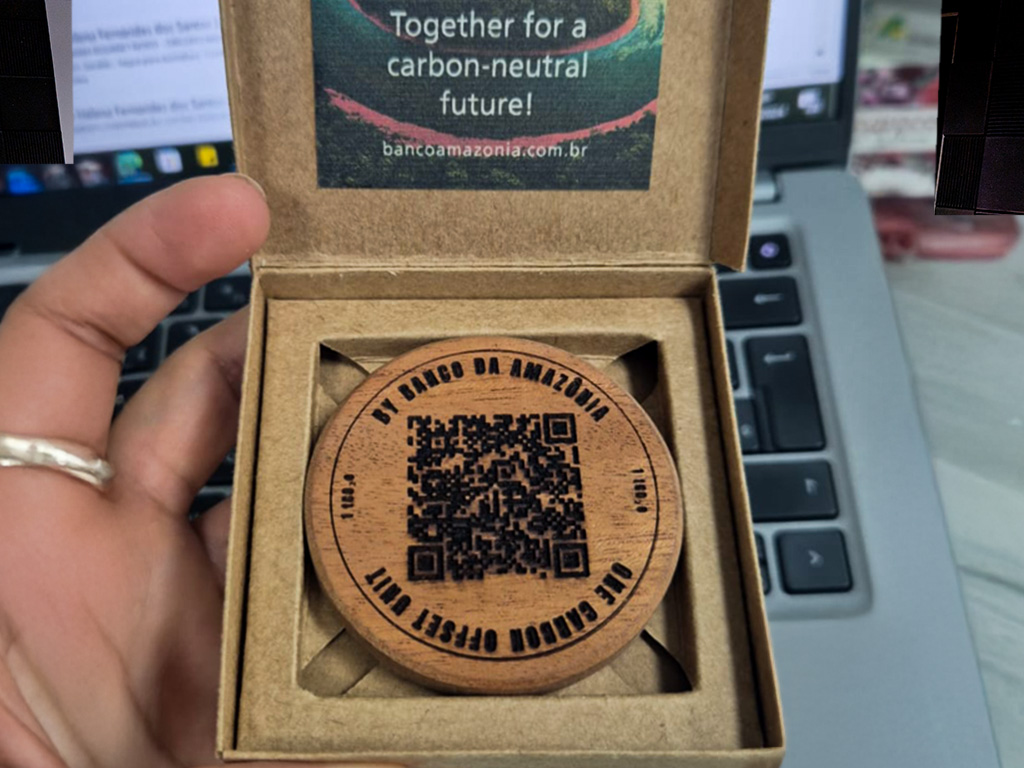 Together for a
carbon-neutral
future!
bancoamazonia.com.br
BY BANCO DA AMAZÔNIA
ONE CARBON OFFSET UNIT